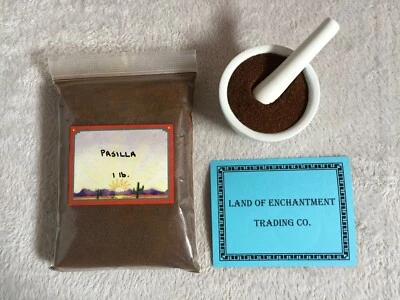 PASILLA
1 lb.
LAND OF ENCHANTMENT
TRADING CO.